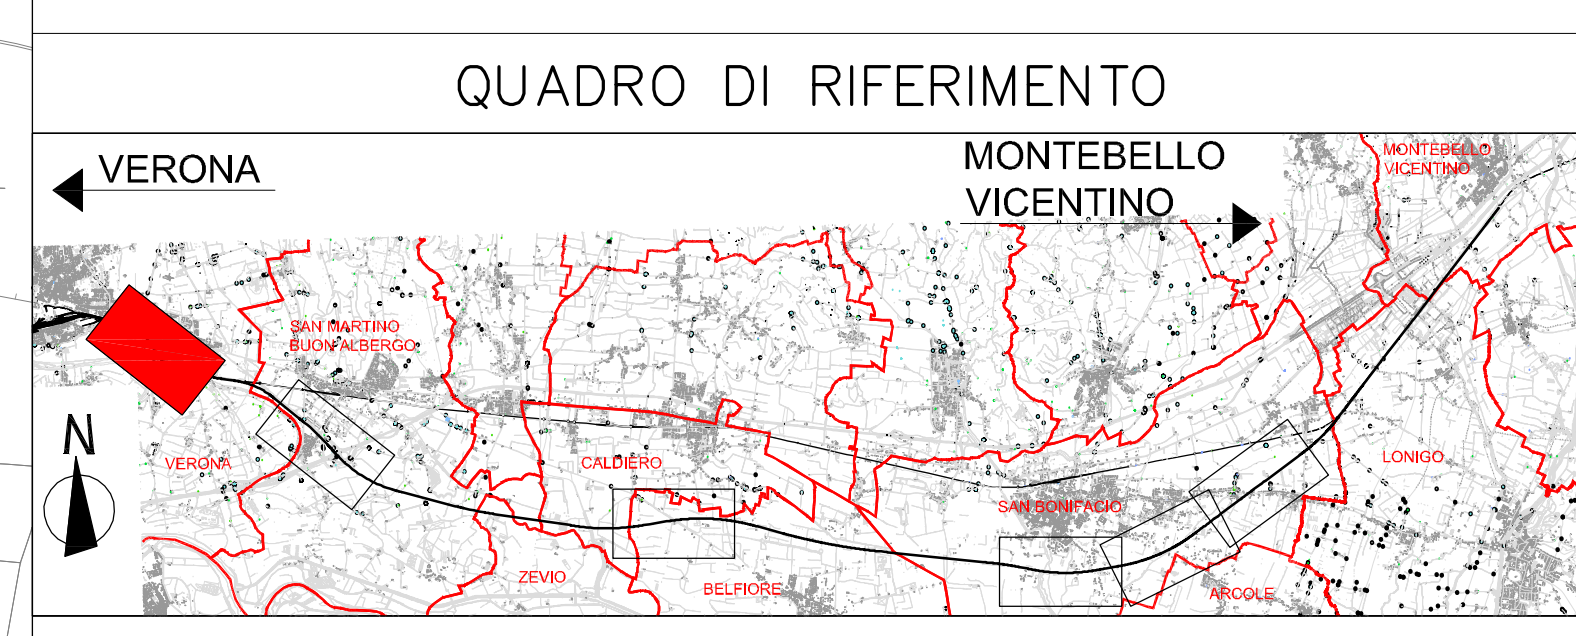 QUADRO DI RIFERIMENTO
VERONA
MONTEBELLO
VICENTINO
MONTEBELLO
VICENTINO
SAN MARTINO
BUON ALBERGO
N
VERONA
CALDIERO
LONIGO
SAN BONIFACIO
ZEVIO
BELFIORE
ARCOLE